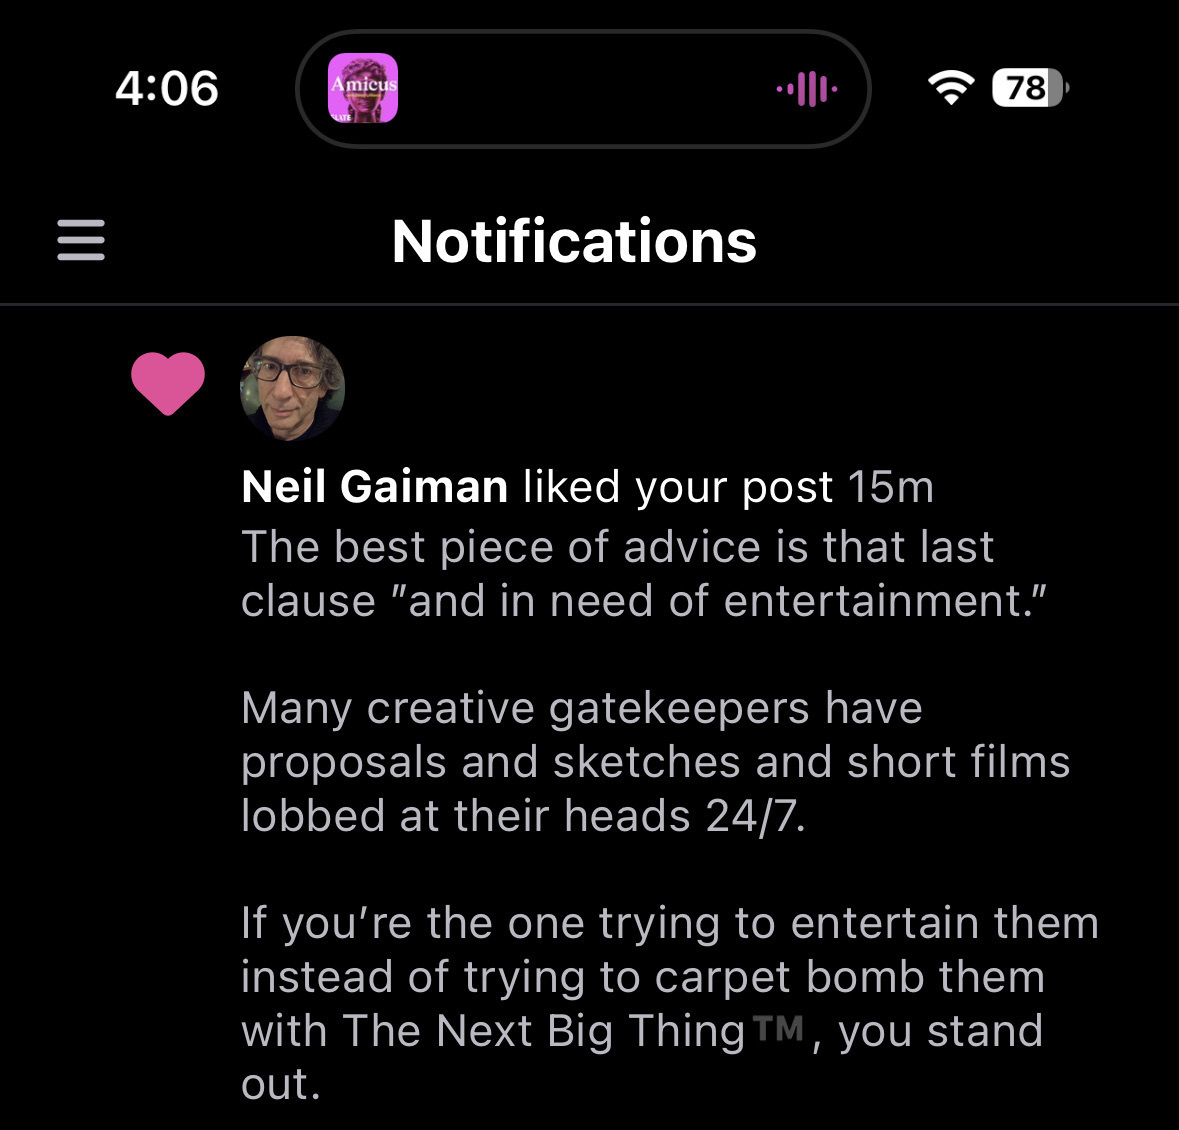 4:06
Amicus
SLATE
78
Notifications
Neil Gaiman liked your post 15m
The best piece of advice is that last
clause "and in need of entertainment."
Many creative gatekeepers have
proposals and sketches and short films
lobbed at their heads 24/7.
If you’re the one trying to entertain them
instead of trying to carpet bomb them
with The Next Big Thing™️, you stand
out.